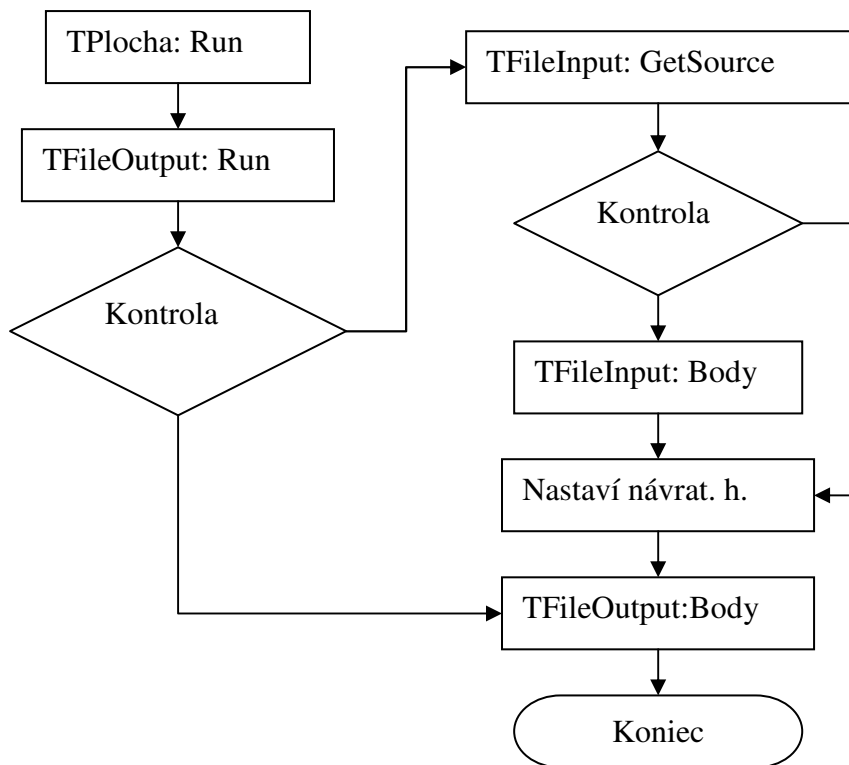 TPlocha: Run
TFileOutput: Run
Kontrola
TFileInput: GetSource
Kontrola
TFileInput: Body
Nastaví návrat. h.
TFileOutput:Body
Koniec